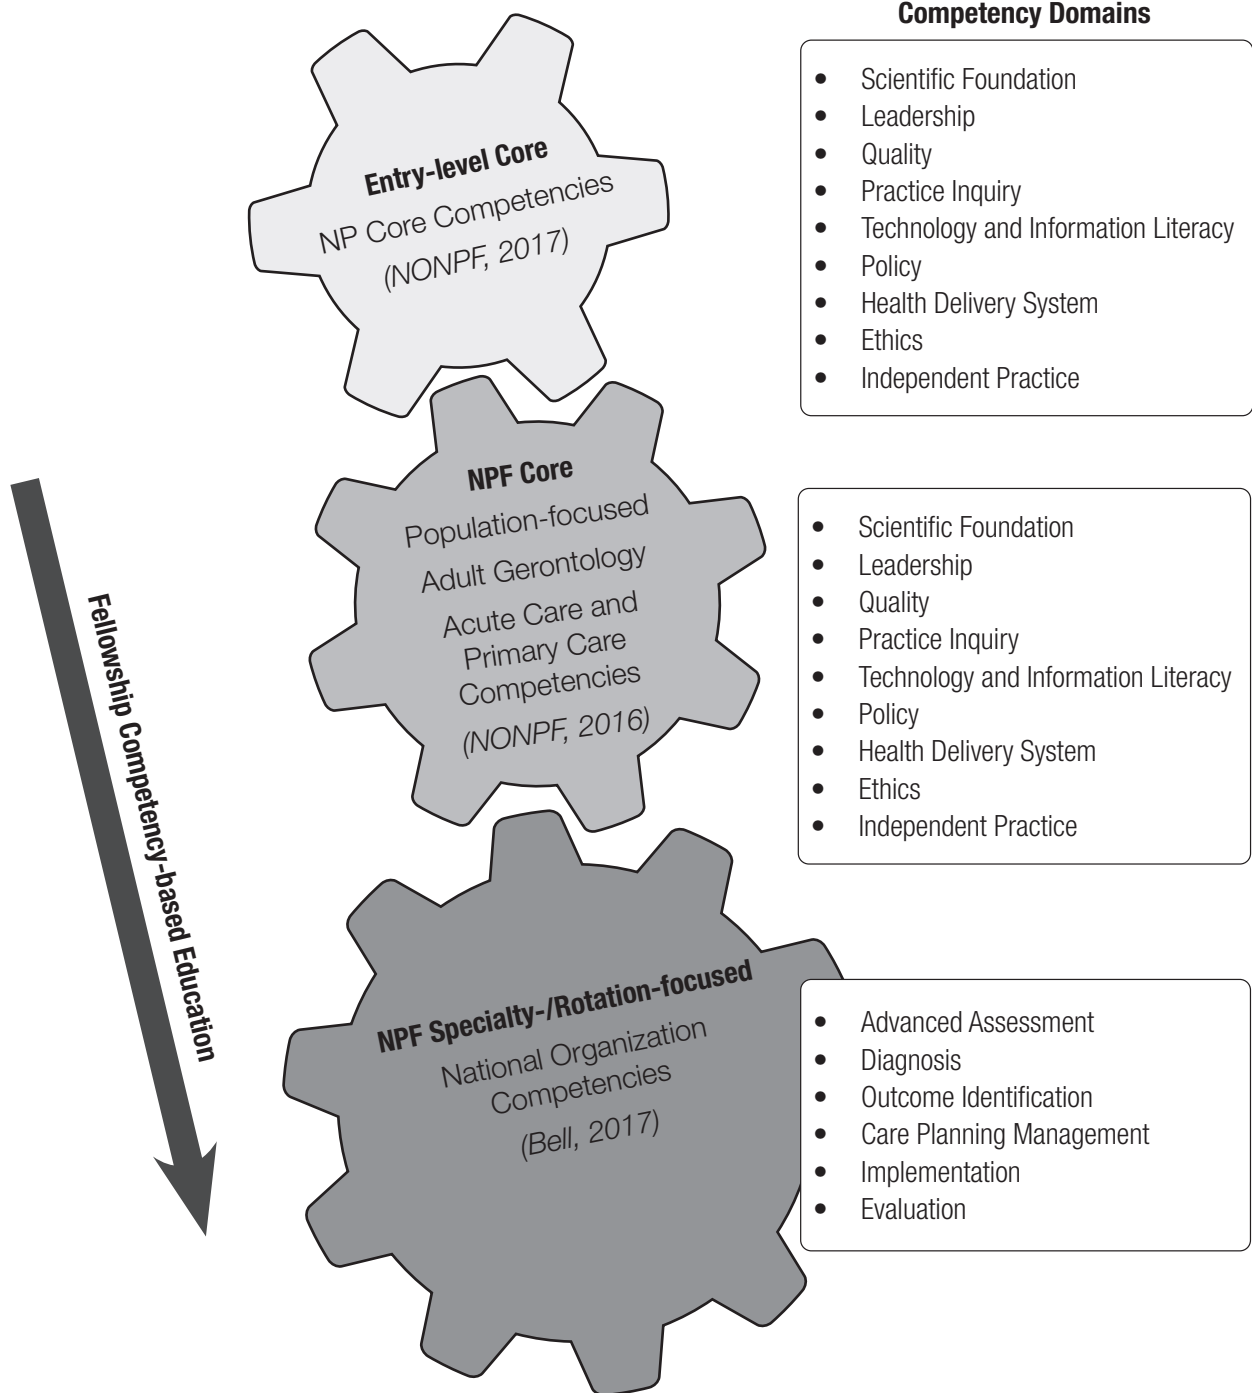 Competency Domains
Entry-level Core
NP Core Competencies
(NONPF, 2017)
• Scientific Foundation
• Leadership
• Quality
• Practice Inquiry
• Technology and Information Literacy
• Policy
• Health Delivery System
• Ethics
• Independent Practice
Fellowship Competency-based Education
NPF Core
Population-focused
Adult Gerontology
Acute Care and
Primary Care
Competencies
(NONPF, 2016)
• Scientific Foundation
• Leadership
• Quality
• Practice Inquiry
• Technology and Information Literacy
• Policy
• Health Delivery System
• Ethics
• Independent Practice
NPF Specialty-/Rotation-focused
National Organization
Competencies
(Bell, 2017)
• Advanced Assessment
• Diagnosis
• Outcome Identification
• Care Planning Management
• Implementation
• Evaluation